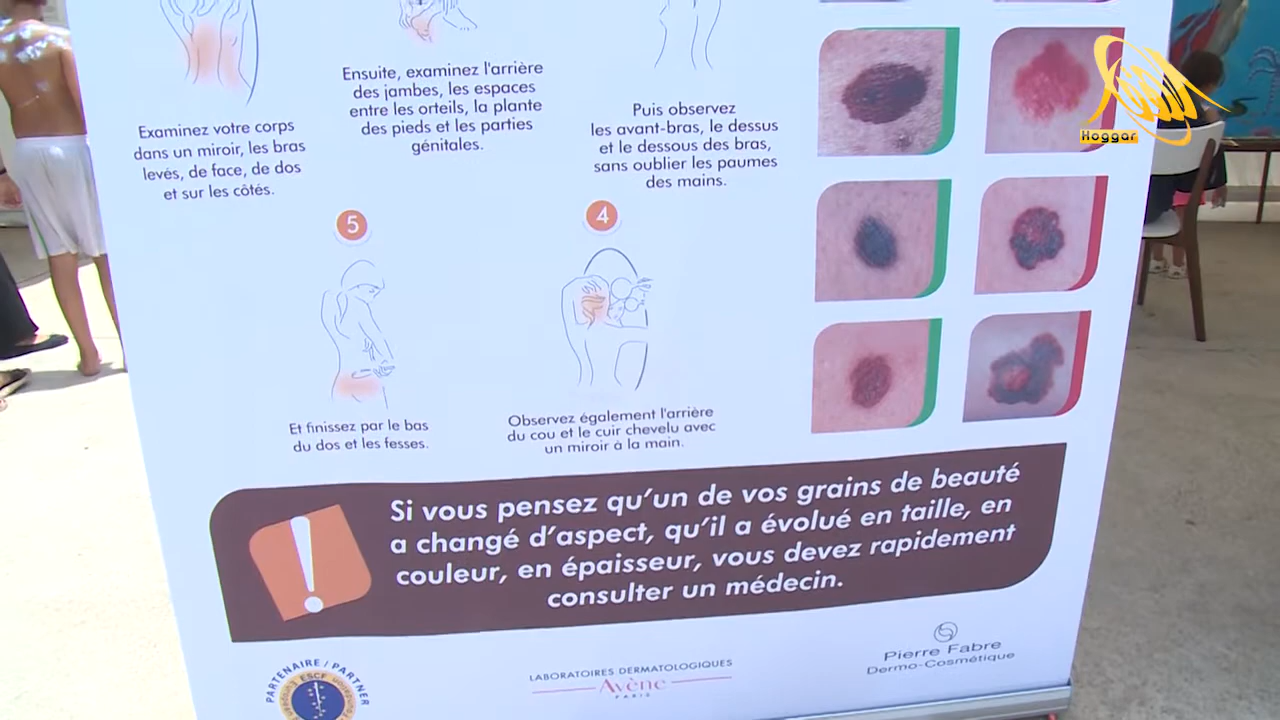 Examinez votre corps
dans un miroir, les bras
levés, de face, de dos
et sur les côtés.
Ensuite, examinez l'arrière
des jambes, les espaces
entre les orteils, la plante
des pieds et les parties
génitales.
Puis observez
les avant-bras, le dessus
et le dessous des bras,
sans oublier les paumes
des mains.
Hoggar
5
Et finissez par le bas
du dos et les fesses.
4
Observez également l'arrière
du cou et le cuir chevelu avec
un miroir à la main.
!
Si vous pensez qu'un de vos grains de beauté
a changé d'aspect, qu'il a évolué en taille, en
couleur, en épaisseur, vous devez rapidement
consulter un médecin.
PARTENAIRE / PARTNER
ESCF
LABORATOIRES DERMATOLOGIQUES
Avène
PARIS
Pierre Fabre
Dermo-Cosmétique